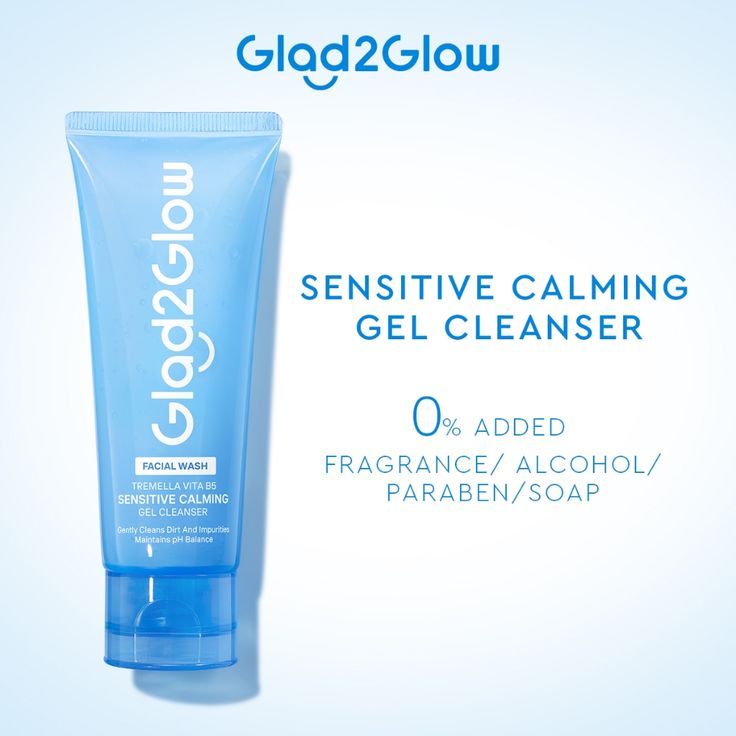 Glad2Glow
Glad2Glow
FACIAL WASH
TREMELLA VITA B5
SENSITIVE CALMING
GEL CLEANSER
Gently Cleans Dirt And Impurities
Maintains pH Balance
SENSITIVE CALMING
GEL CLEANSER
0% ADDED
FRAGRANCE/ ALCOHOL/
PARABEN/SOAP